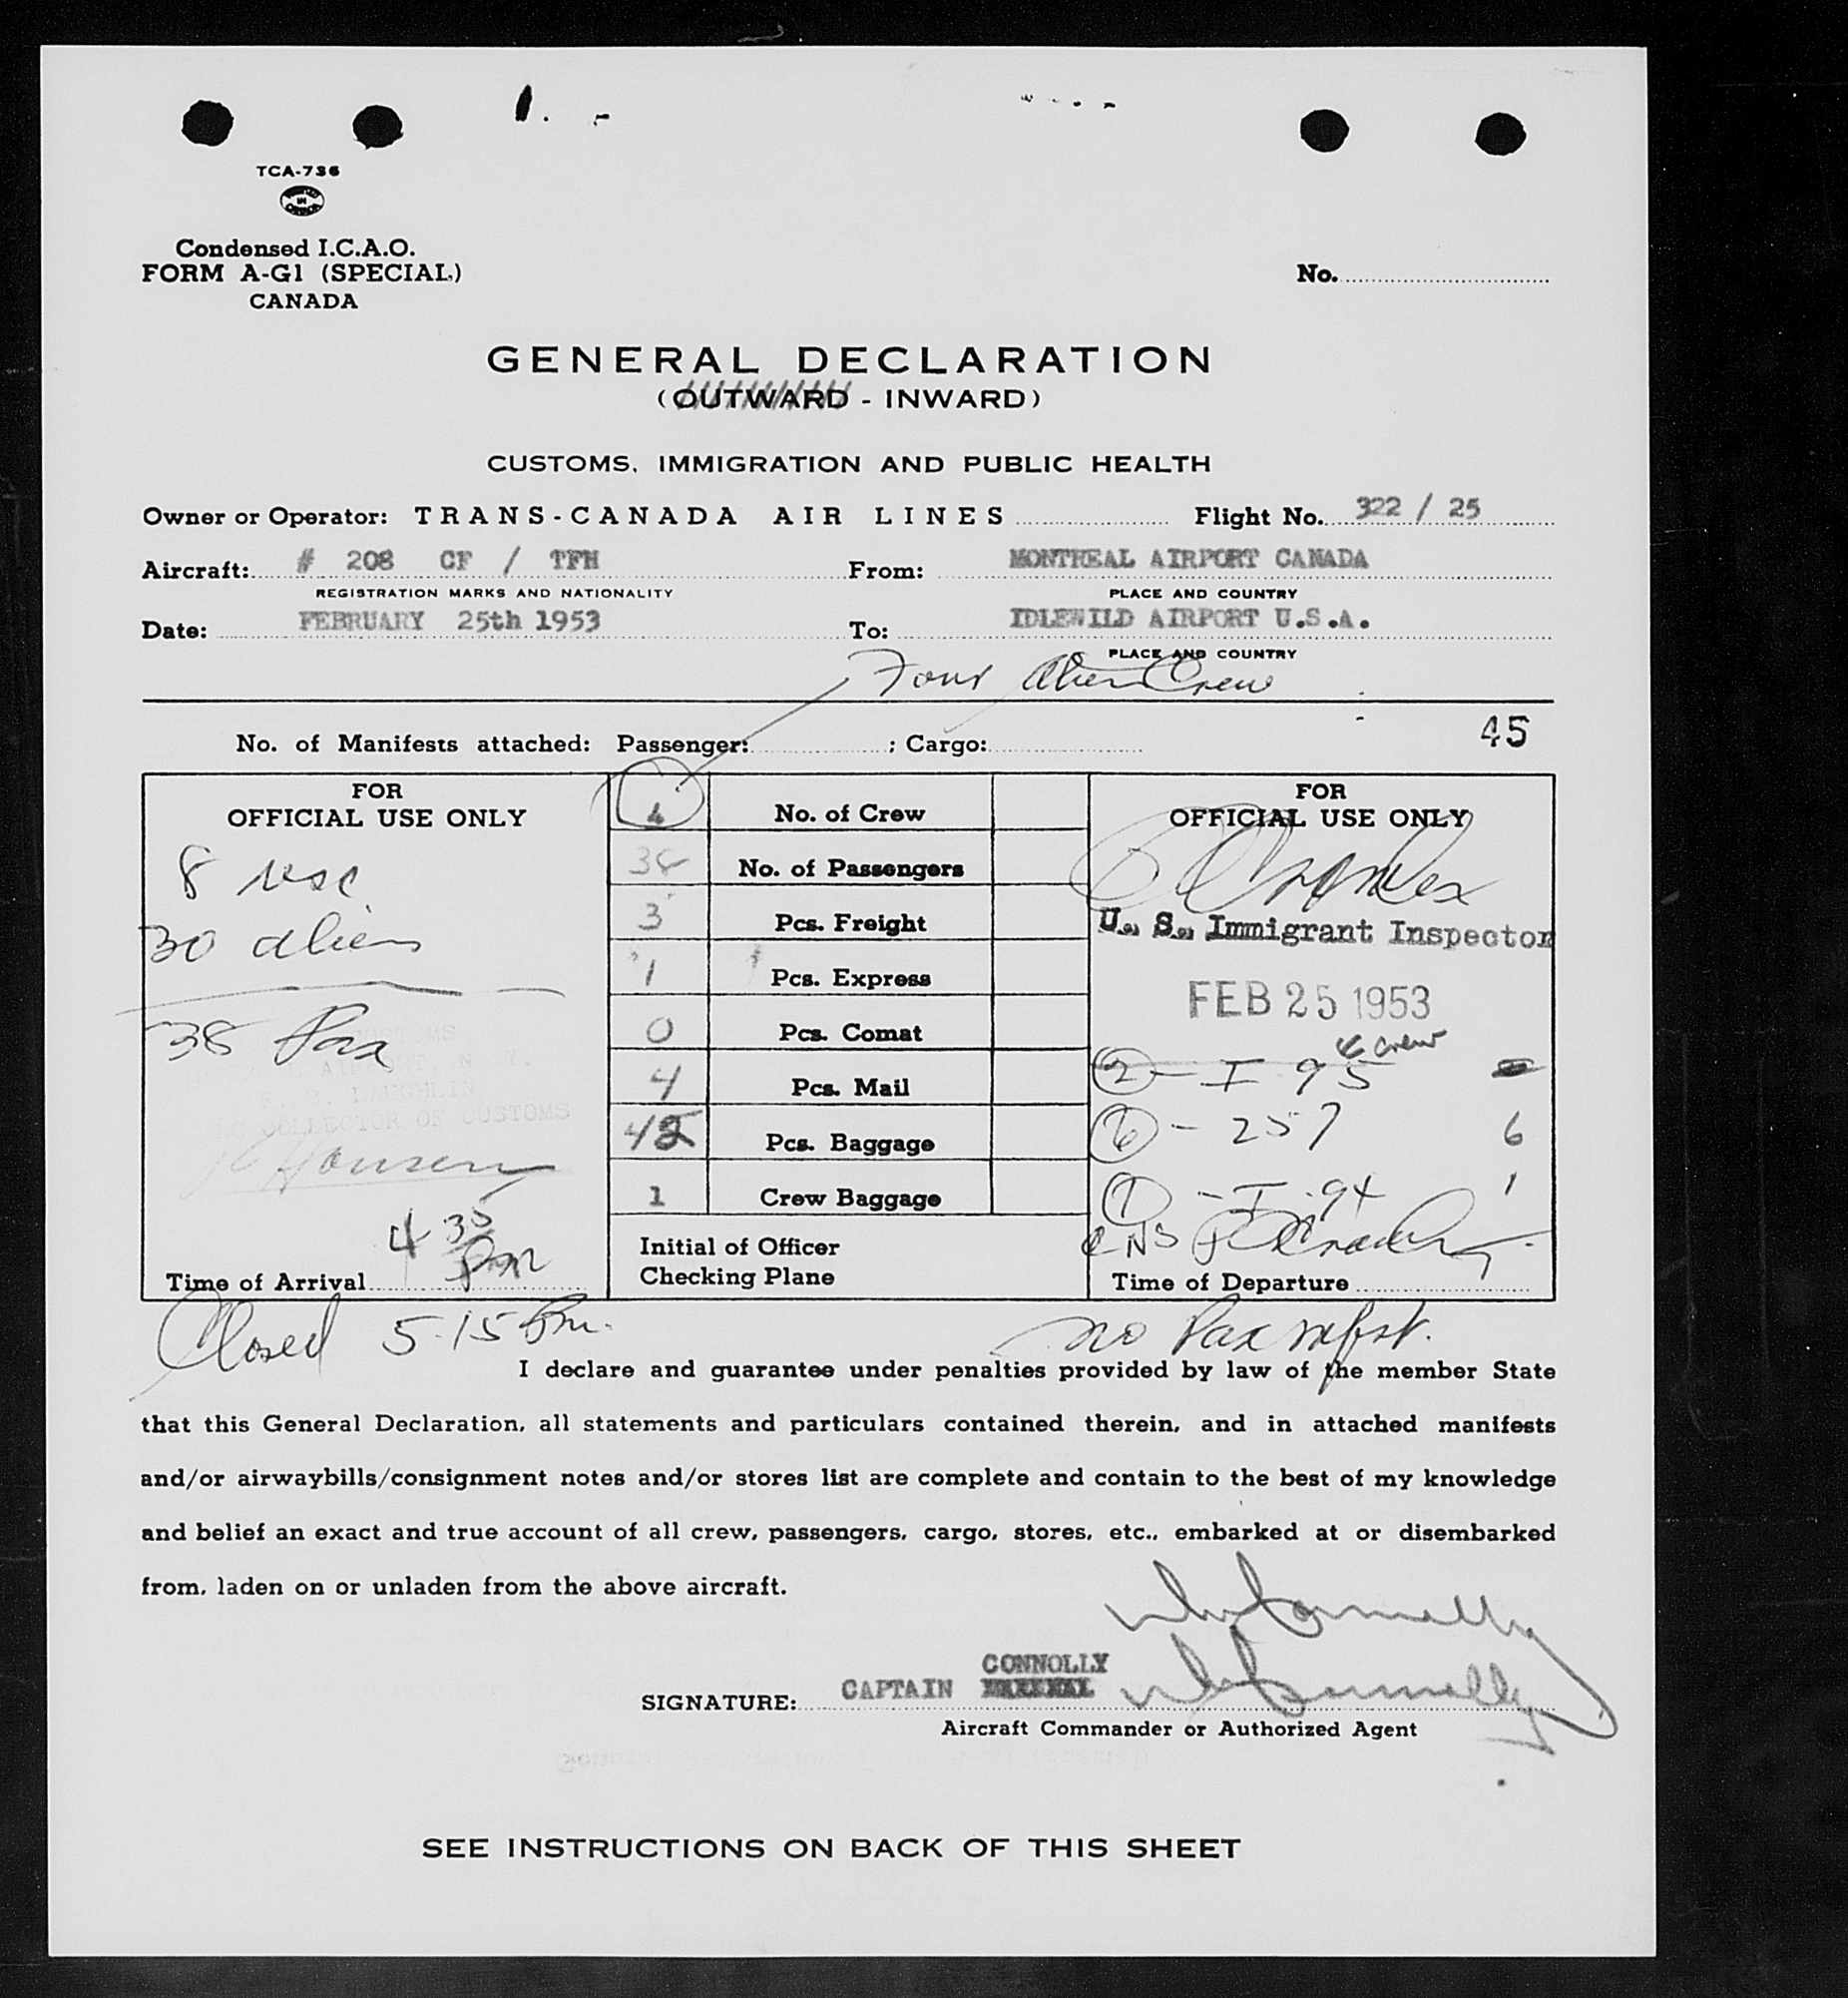 TCA-736
Condensed I.C.A.O.
FORM A-G1 (SPECIAL)
CANADA
No.
GENERAL DECLARATION
(OUTWARD - INWARD)
CUSTOMS, IMMIGRATION AND PUBLIC HEALTH
Owner or Operator: TRANS-CANADA AIR LINES Flight No. 322 / 25
Aircraft: # 208 CF / TFH From: MONTREAL AIRPORT CANADA
REGISTRATION MARKS AND NATIONALITY PLACE AND COUNTRY
Date: FEBRUARY 25th 1953 To: IDLEWILD AIRPORT U.S.A.
PLACE AND COUNTRY
Four Alien Crew
45
No. of Manifests attached: Passenger: ; Cargo:
FOR
OFFICIAL USE ONLY
8 usc
30 alien
38 Pax
COLLECTOR OF CUSTOMS
4 35
pm
Time of Arrival
4 No. of Crew
38 No. of Passengers
3 Pcs. Freight
1 Pcs. Express
0 Pcs. Comat
4 Pcs. Mail
42 Pcs. Baggage
1 Crew Baggage
Initial of Officer
Checking Plane
FOR
OFFICIAL USE ONLY
U. S. Immigrant Inspector
FEB 25 1953
4 crew
2 - I 95
6 - 257 6
1 - I-94 1
Time of Departure
Closed 5.15 Pm.
no Pax mfst.
I declare and guarantee under penalties provided by law of the member State
that this General Declaration, all statements and particulars contained therein, and in attached manifests
and/or airwaybills/consignment notes and/or stores list are complete and contain to the best of my knowledge
and belief an exact and true account of all crew, passengers, cargo, stores, etc., embarked at or disembarked
from, laden on or unladen from the above aircraft.
CONNOLLY
SIGNATURE: CAPTAIN
Aircraft Commander or Authorized Agent
SEE INSTRUCTIONS ON BACK OF THIS SHEET